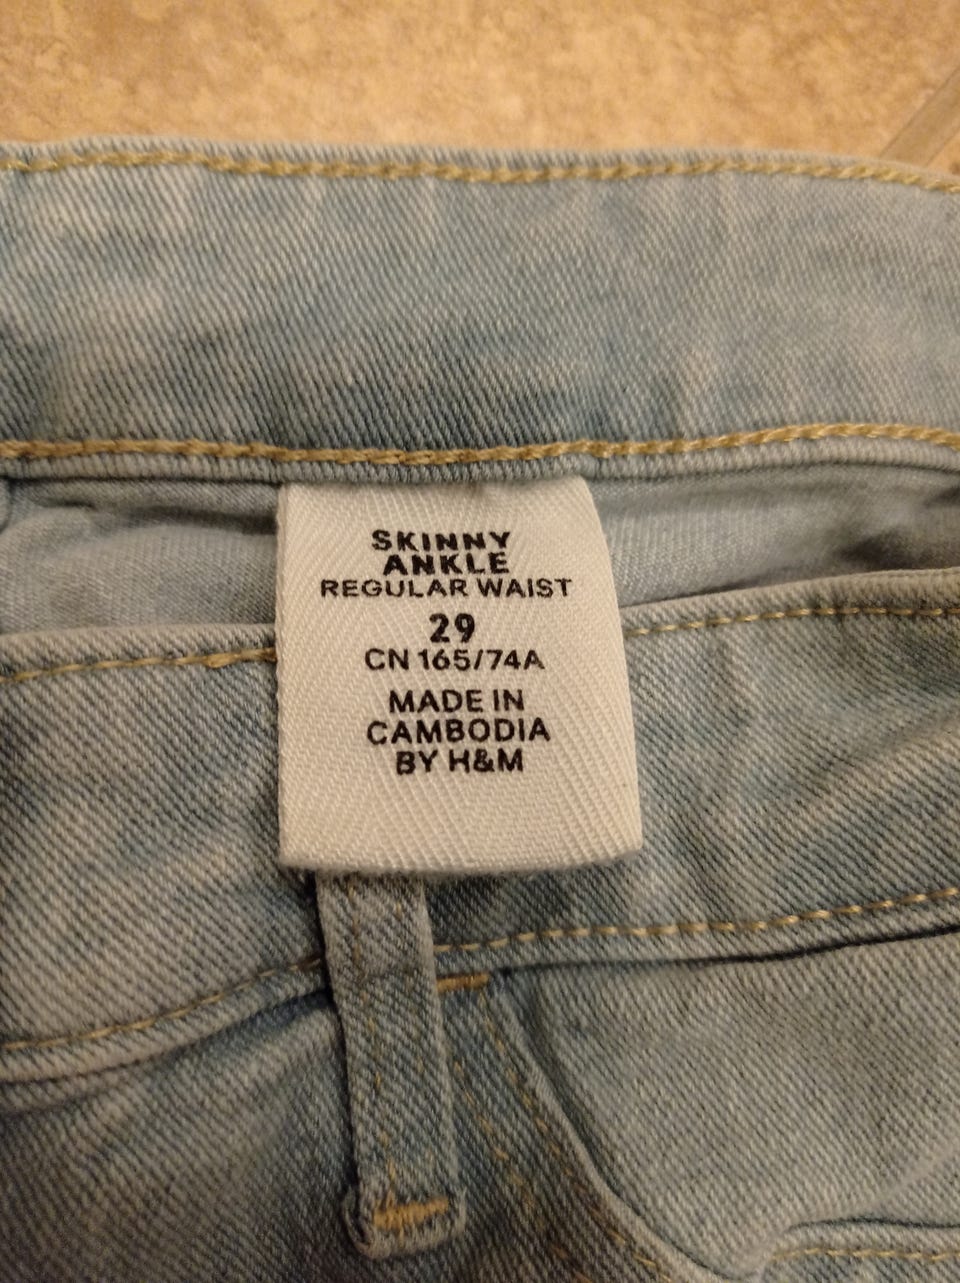 SKINNY
ANKLE
REGULAR WAIST
29
CN 165/74A
MADE IN
CAMBODIA
BY H&M